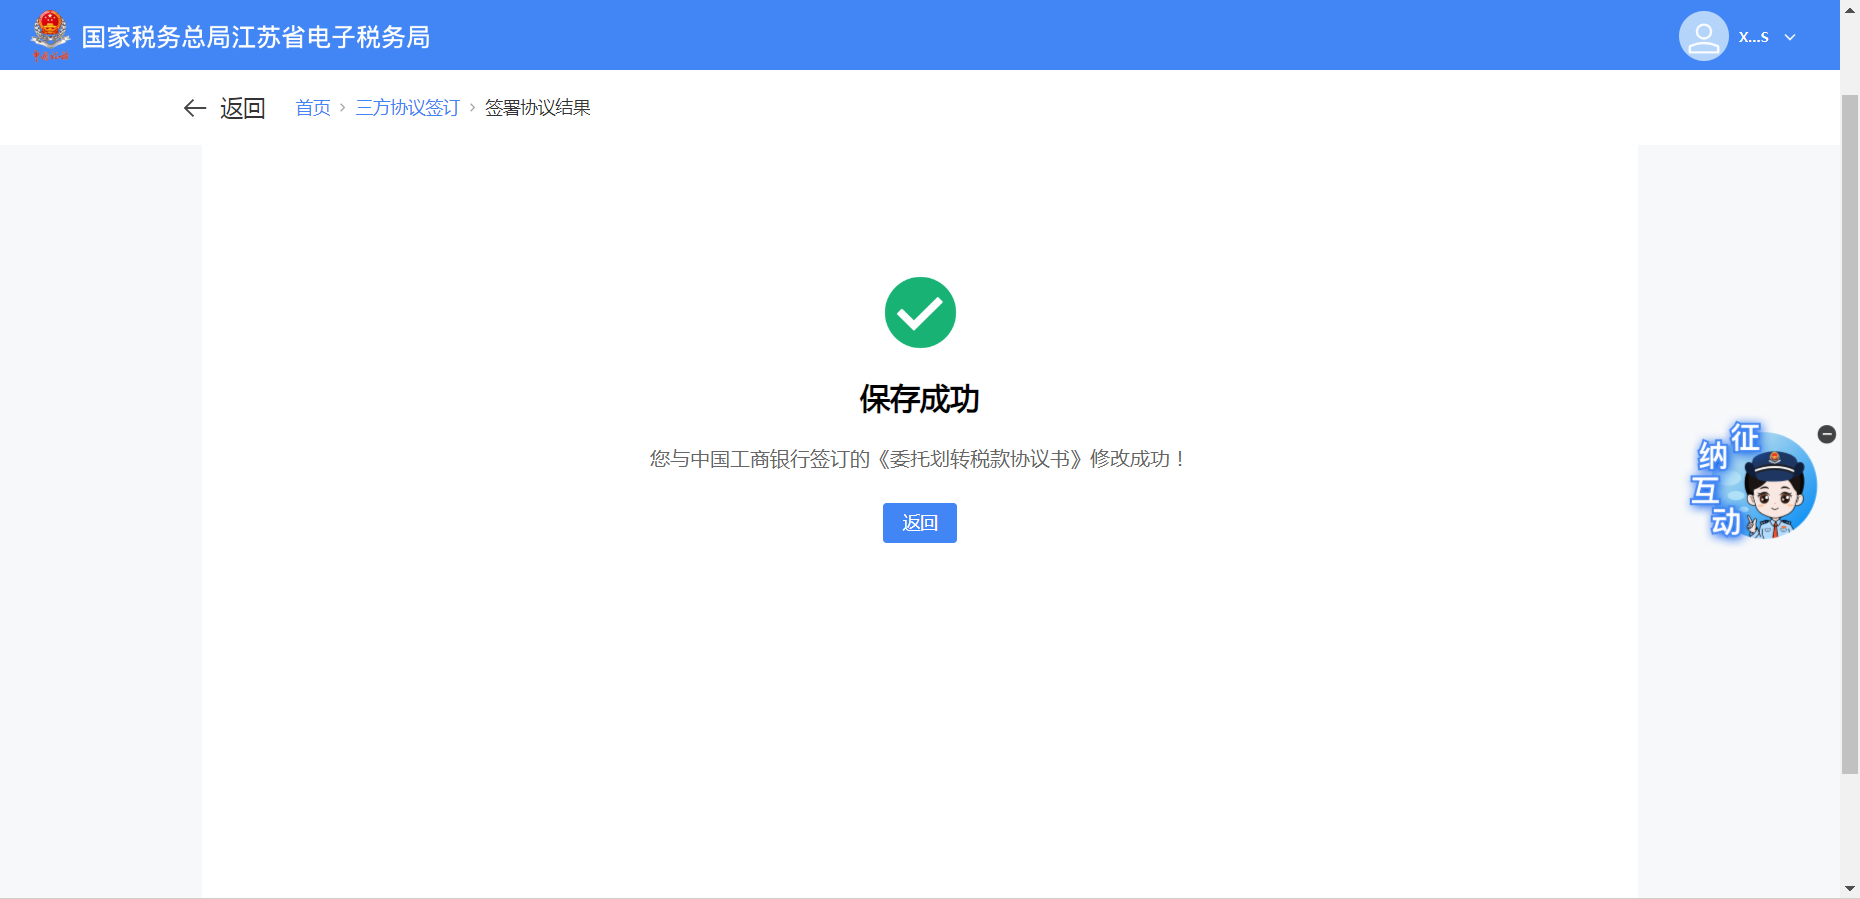 国家税务总局江苏省电子税务局
X...S
返回
首页 > 三方协议签订 > 签署协议结果
保存成功
您与中国工商银行签订的《委托划转税款协议书》修改成功！
返回
征纳互动